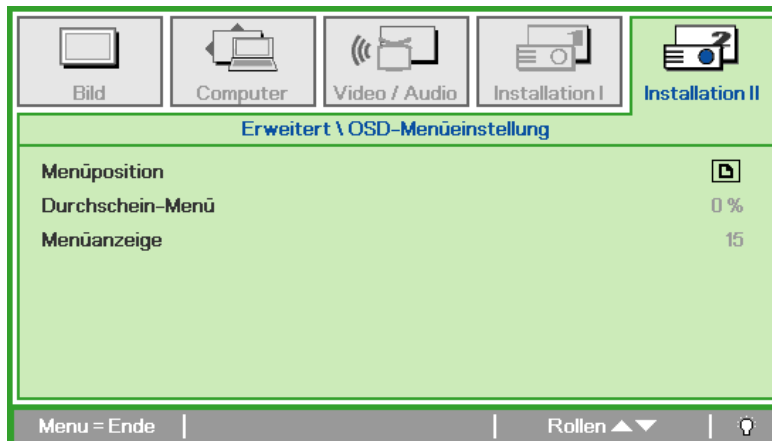 Bild
Computer
Video / Audio
Installation I
Installation II
Erweitert \ OSD-Menüeinstellung
Menüposition
Durchschein-Menü
0 %
Menüanzeige
15
Menu = Ende
Rollen ▲▼